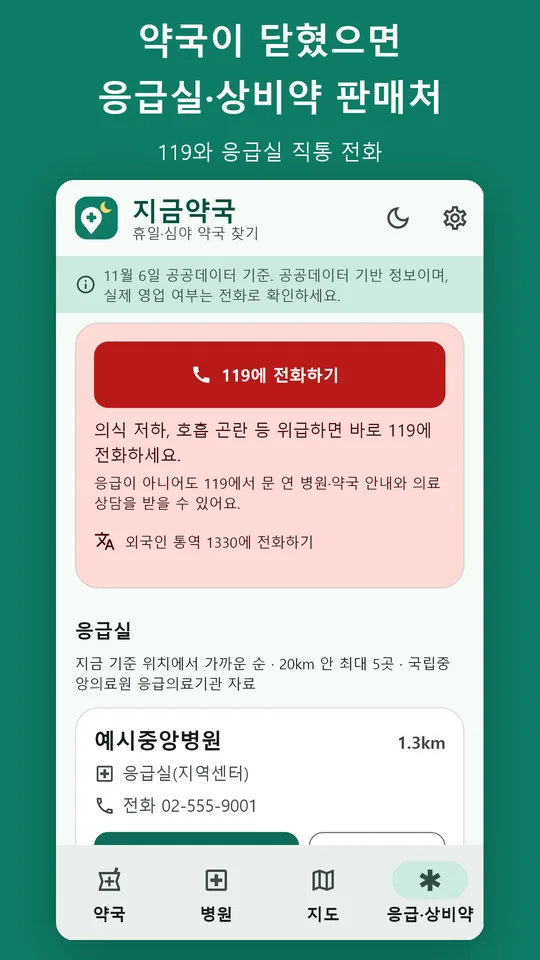 약국이 닫혔으면
응급실·상비약 판매처
119와 응급실 직통 전화
지금약국
휴일·심야 약국 찾기
11월 6일 공공데이터 기준. 공공데이터 기반 정보이며,
실제 영업 여부는 전화로 확인하세요.
119에 전화하기
의식 저하, 호흡 곤란 등 위급하면 바로 119에
전화하세요.
응급이 아니어도 119에서 문 연 병원·약국 안내와 의료
상담을 받을 수 있어요.
외국인 통역 1330에 전화하기
응급실
지금 기준 위치에서 가까운 순 · 20km 안 최대 5곳 · 국립중
앙의료원 응급의료기관 자료
예시중앙병원 1.3km
응급실(지역센터)
전화 02-555-9001
약국 병원 지도 응급·상비약